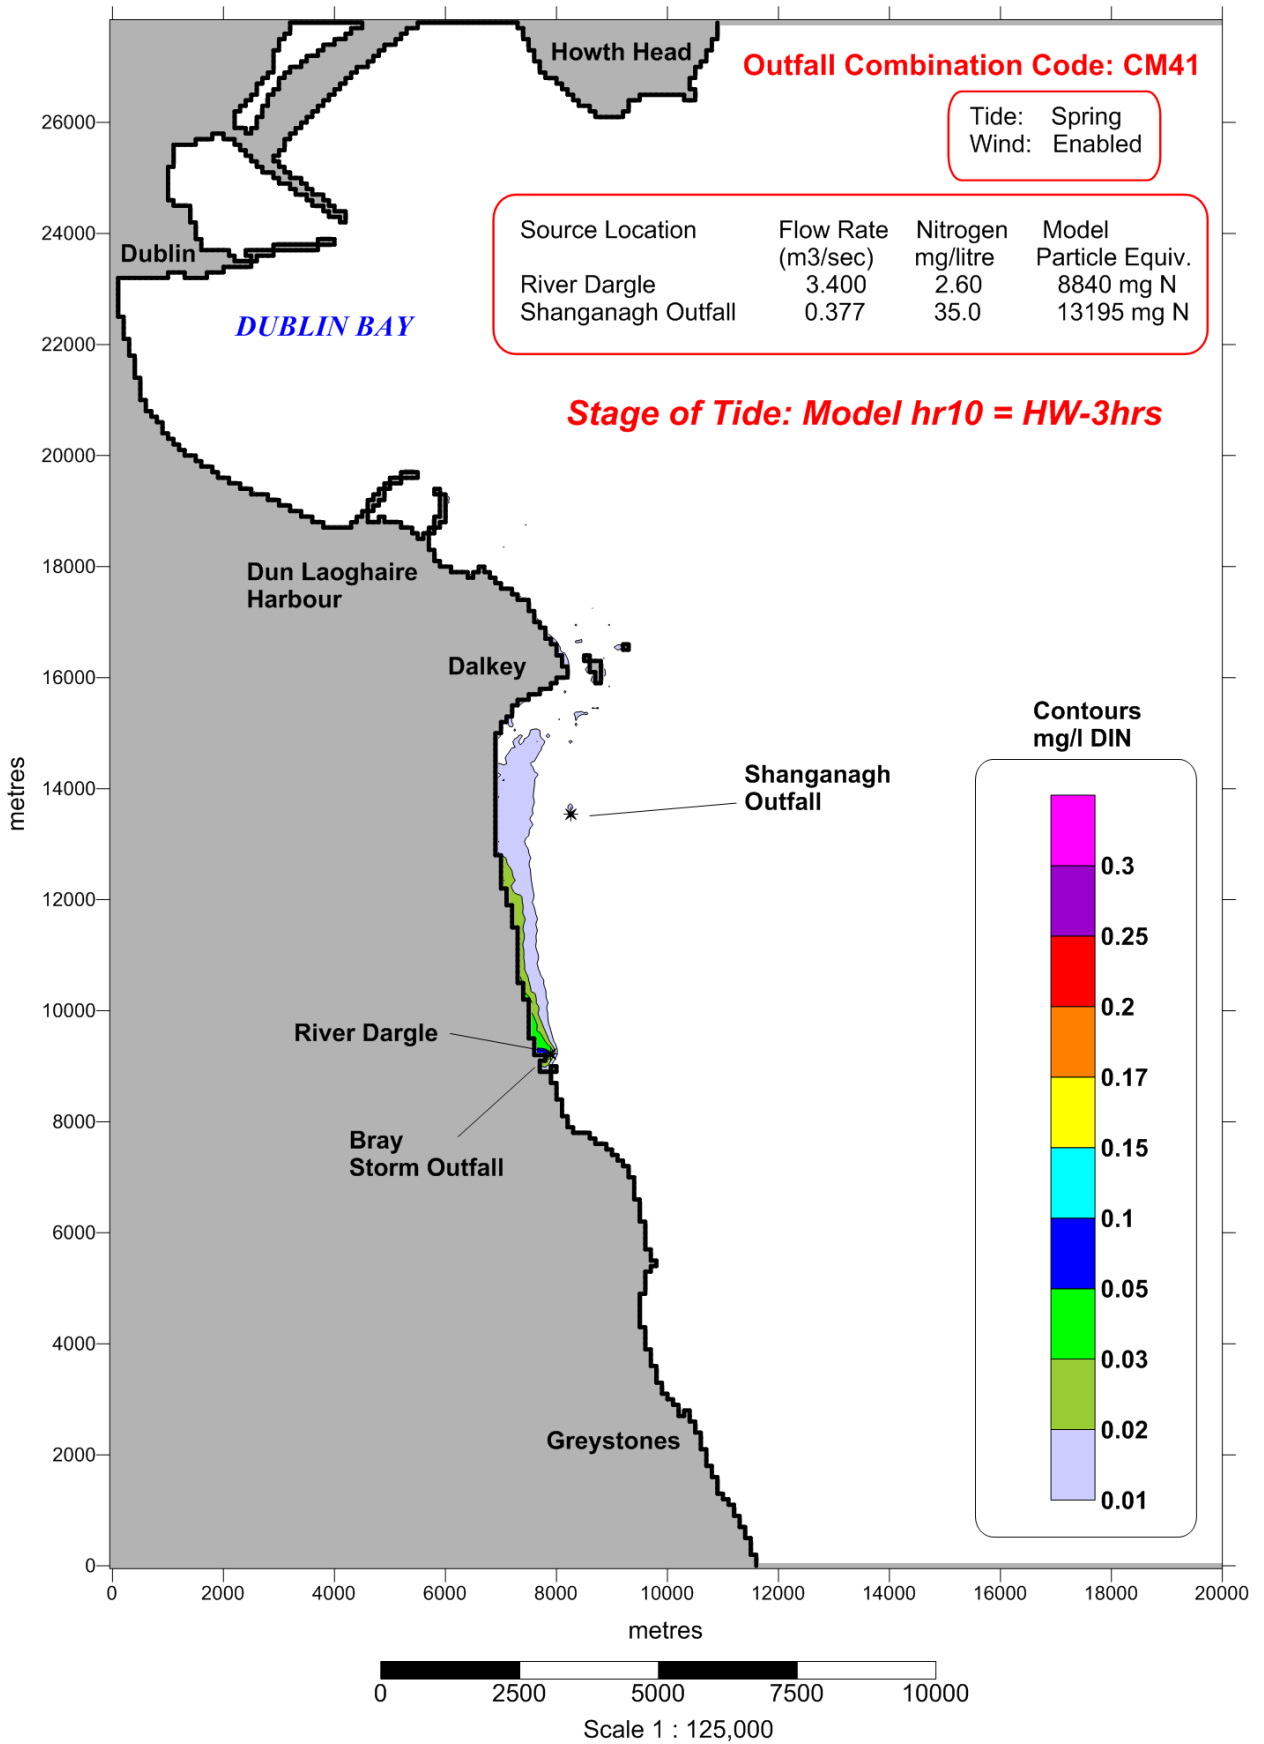 Howth Head
Outfall Combination Code: CM41
Tide: Spring
Wind: Enabled
Source Location Flow Rate Nitrogen Model
(m3/sec) mg/litre Particle Equiv.
River Dargle 3.400 2.60 8840 mg N
Shanganagh Outfall 0.377 35.0 13195 mg N
Dublin
DUBLIN BAY
Stage of Tide: Model hr10 = HW-3hrs
Dun Laoghaire
Harbour
Dalkey
Shanganagh
Outfall
River Dargle
Bray
Storm Outfall
Greystones
Contours
mg/l DIN
0.3
0.25
0.2
0.17
0.15
0.1
0.05
0.03
0.02
0.01
metres
26000
24000
22000
20000
18000
16000
14000
12000
10000
8000
6000
4000
2000
0
0 2000 4000 6000 8000 10000 12000 14000 16000 18000 20000
metres
0 2500 5000 7500 10000
Scale 1 : 125,000